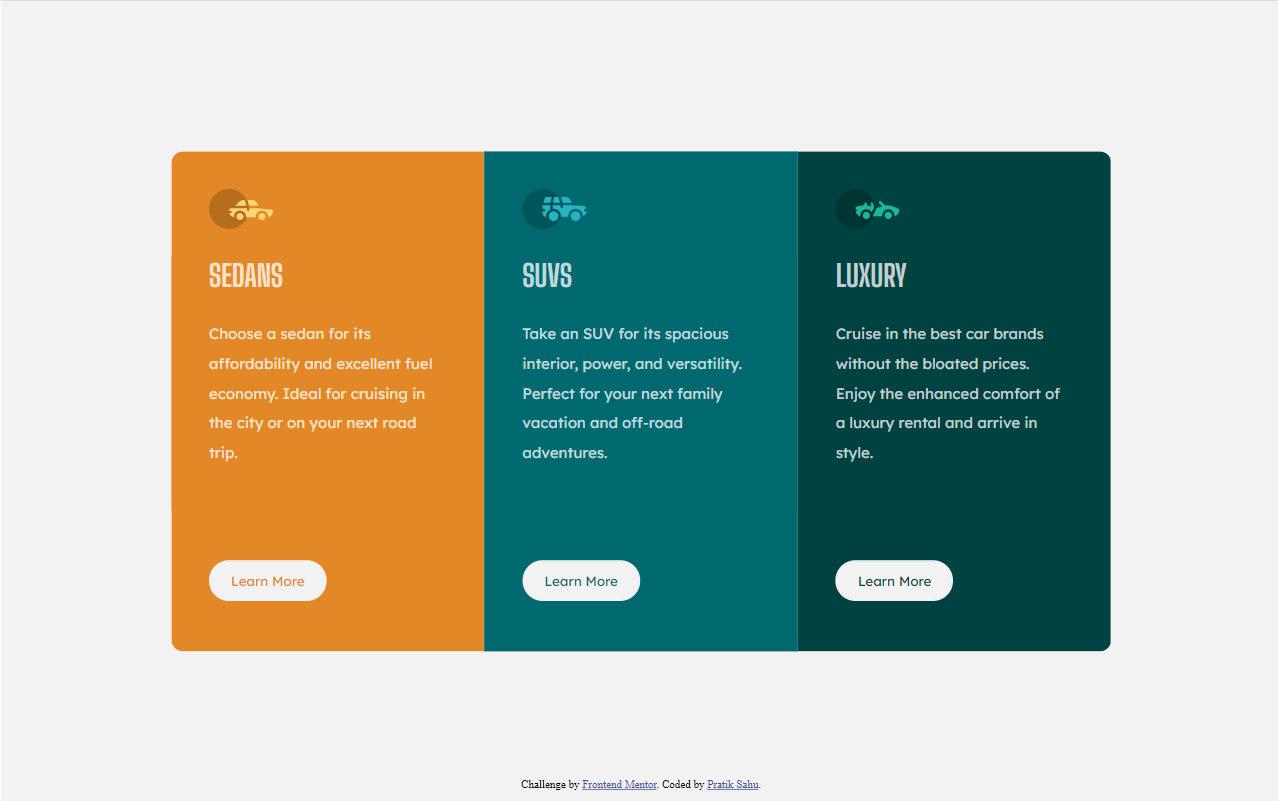 SEDANS
Choose a sedan for its
affordability and excellent fuel
economy. Ideal for cruising in
the city or on your next road
trip.
Learn More
SUVS
Take an SUV for its spacious
interior, power, and versatility.
Perfect for your next family
vacation and off-road
adventures.
Learn More
LUXURY
Cruise in the best car brands
without the bloated prices.
Enjoy the enhanced comfort of
a luxury rental and arrive in
style.
Learn More
Challenge by Frontend Mentor. Coded by Pratik Sahu.